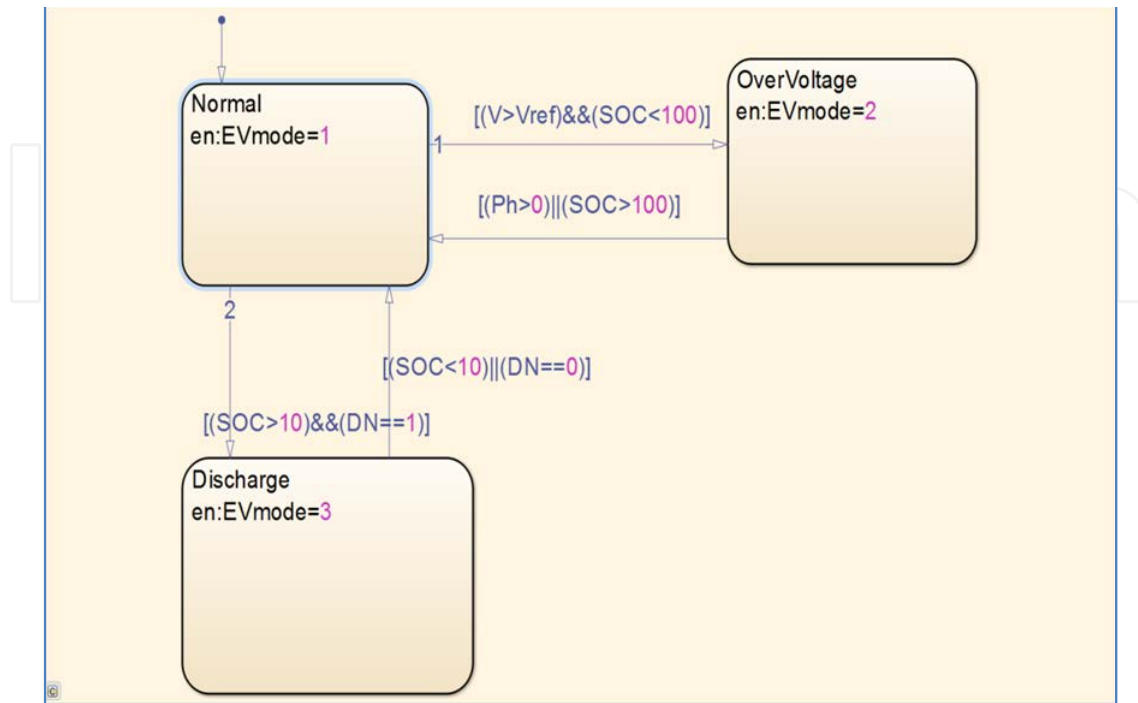 Normal
en:EVmode=1
1
[(V>Vref)&&(SOC<100)]
OverVoltage
en:EVmode=2
[(Ph>0)||(SOC>100)]
2
[(SOC<10)||(DN==0)]
[(SOC>10)&&(DN==1)]
Discharge
en:EVmode=3
C